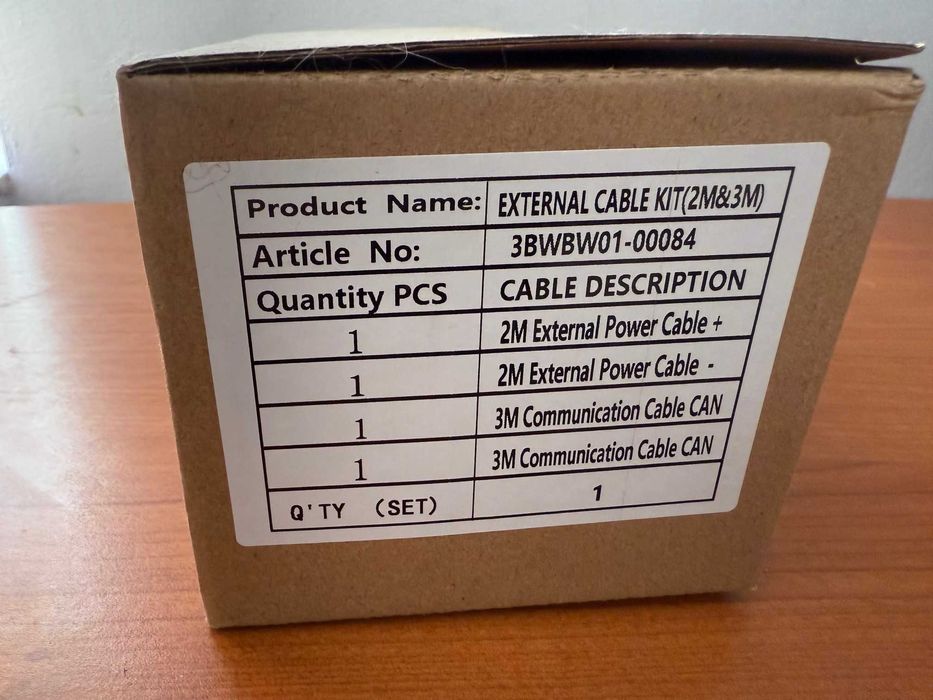 Product Name: EXTERNAL CABLE KIT(2M&3M)
Article No: 3BWBW01-00084
Quantity PCS CABLE DESCRIPTION
1 2M External Power Cable +
1 2M External Power Cable -
1 3M Communication Cable CAN
1 3M Communication Cable CAN
Q'TY (SET) 1